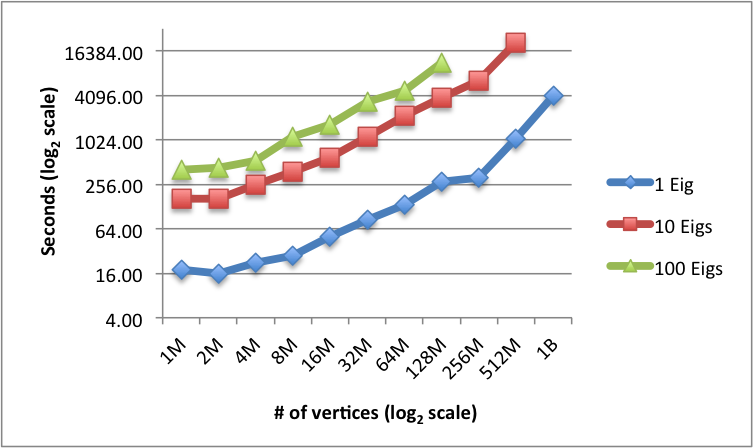 16384.00
4096.00
1024.00
256.00
64.00
16.00
4.00
Seconds (log2 scale)
1M 2M 4M 8M 16M 32M 64M 128M 256M 512M 1B
# of vertices (log2 scale)
1 Eig
10 Eigs
100 Eigs